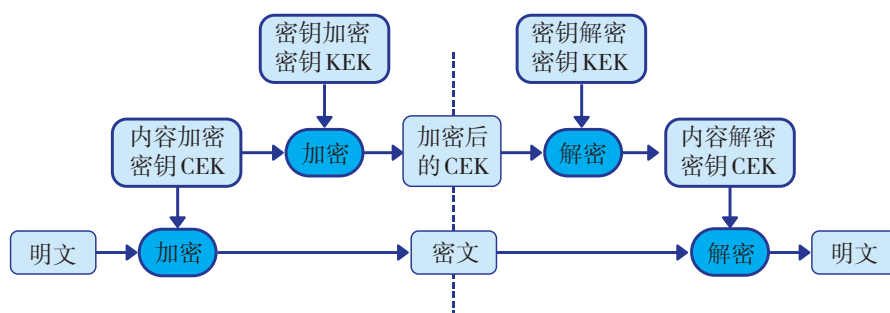 密钥加密
密钥KEK
密钥解密
密钥KEK
内容加密
密钥CEK
加密
加密后
的CEK
解密
内容解密
密钥CEK
明文
加密
密文
解密
明文